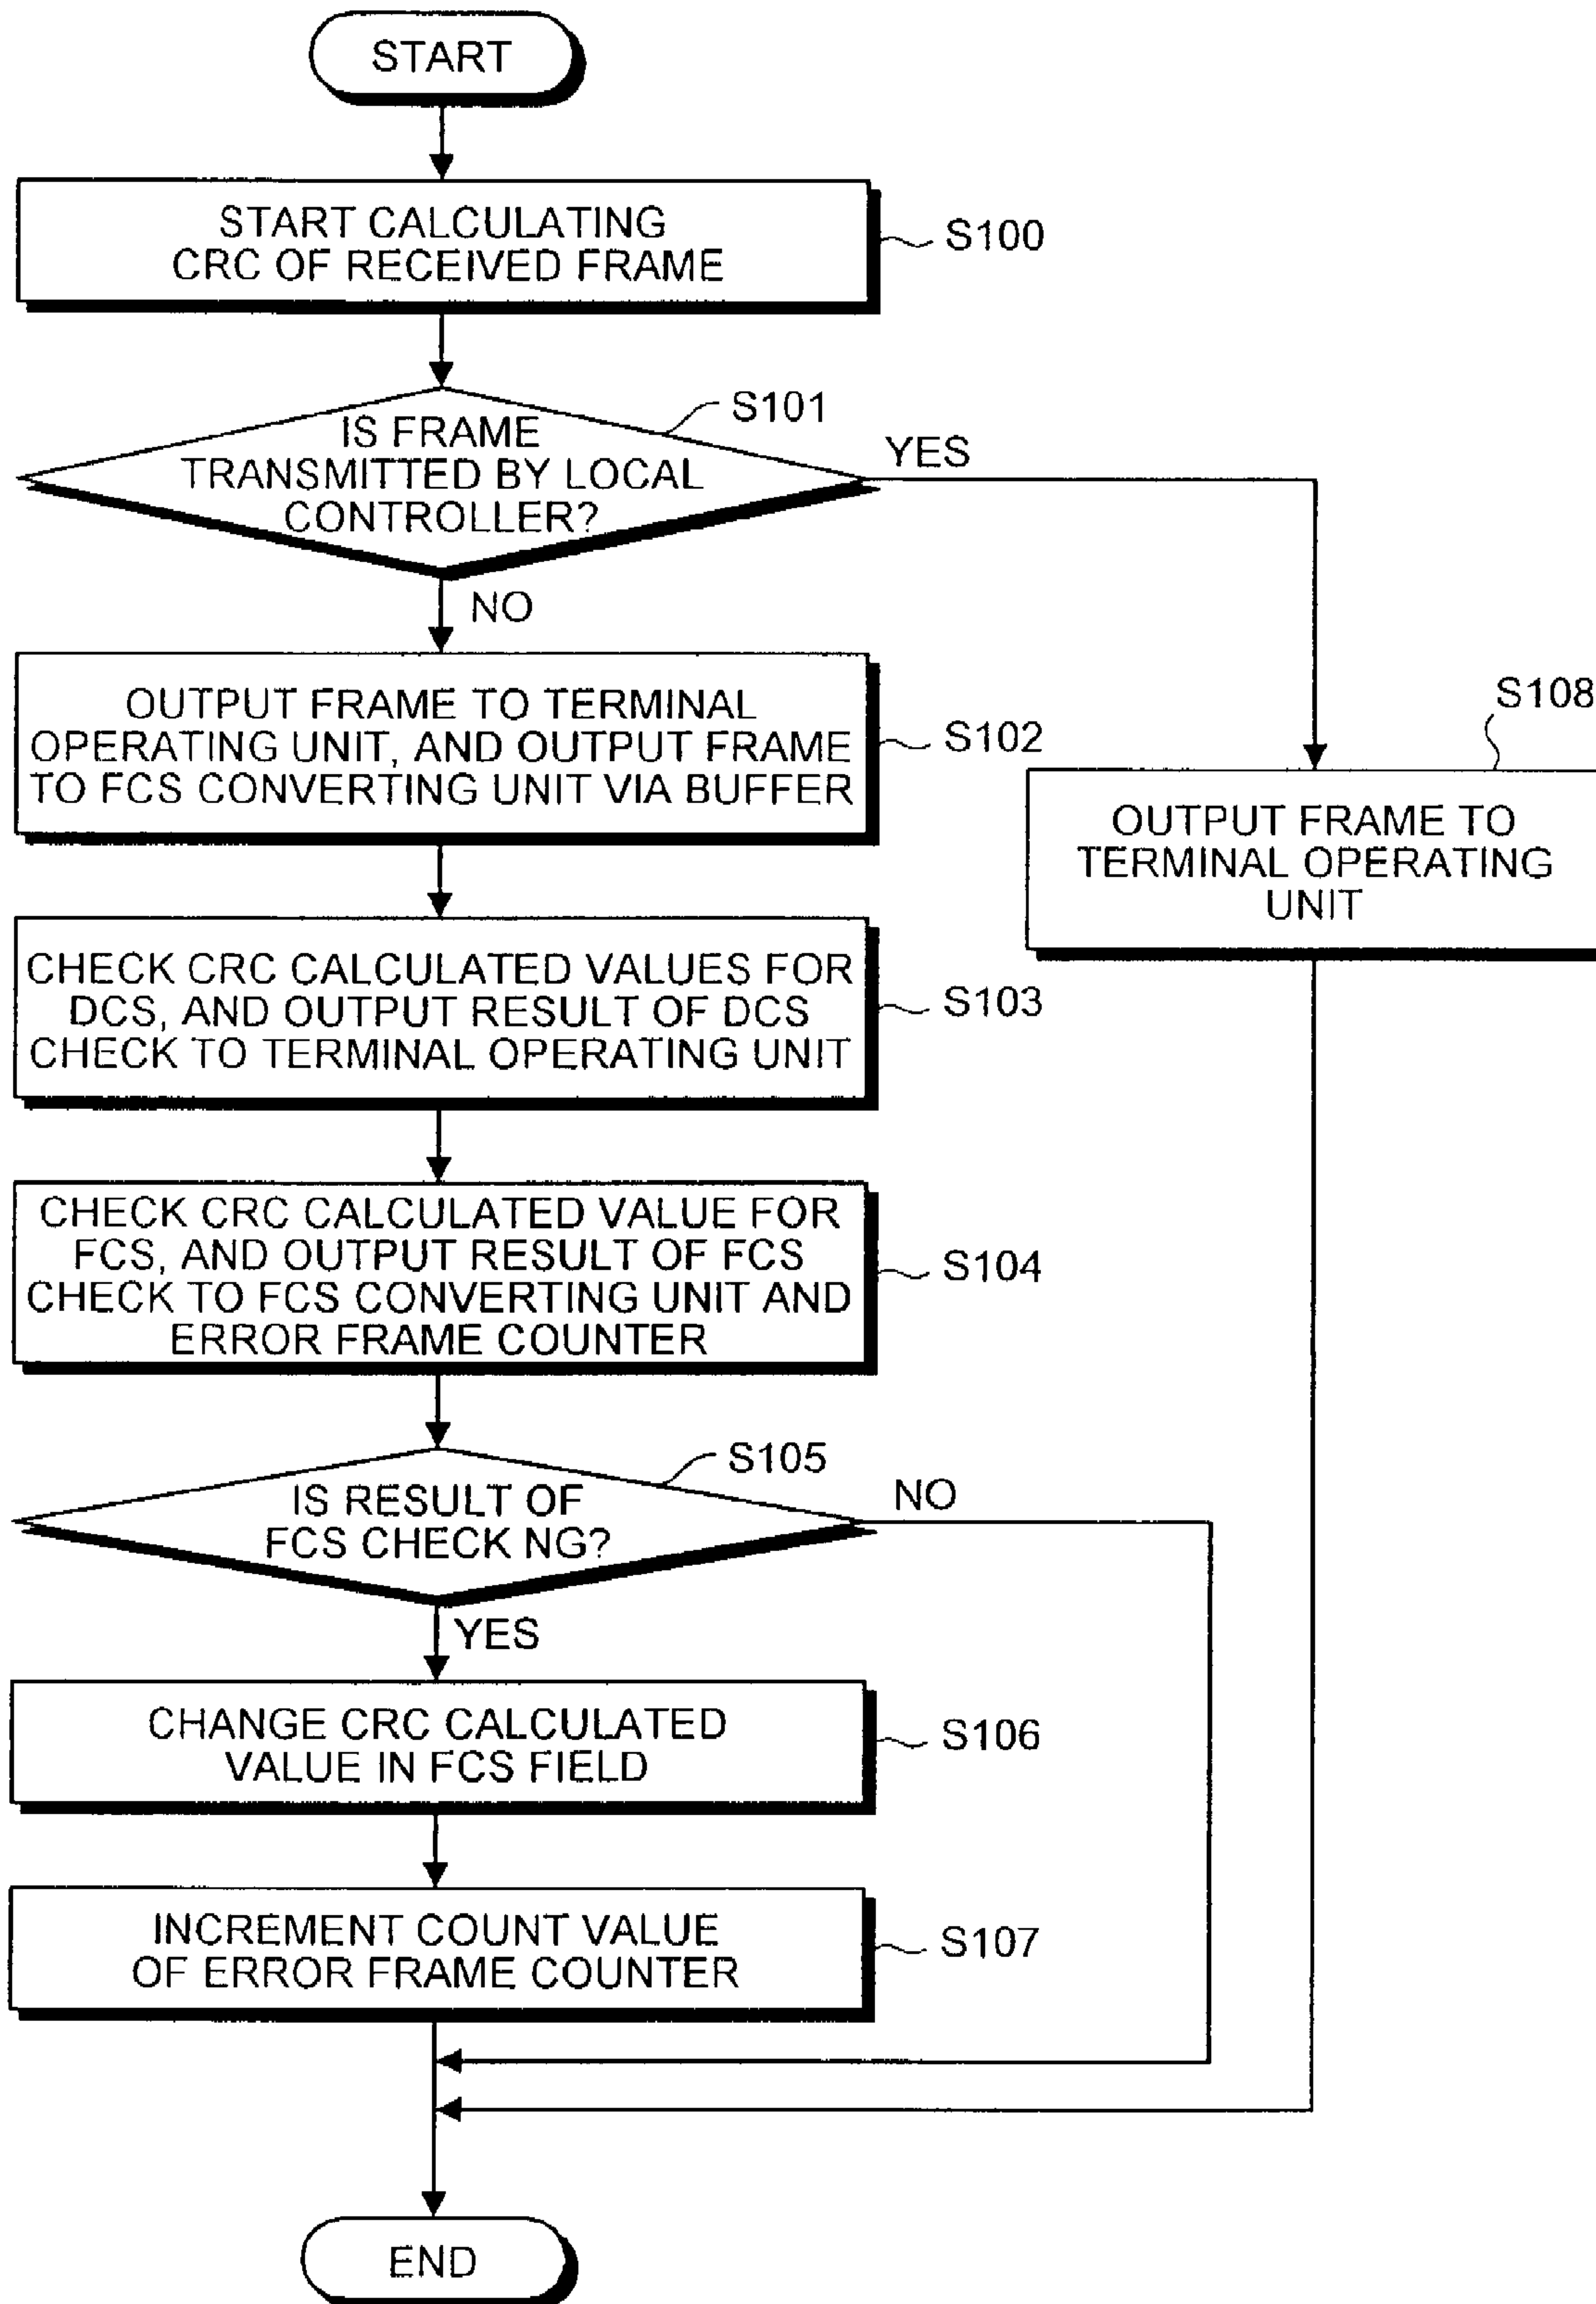 START
START CALCULATING
CRC OF RECEIVED FRAME
S100
IS FRAME
TRANSMITTED BY LOCAL
CONTROLLER?
S101
YES
NO
OUTPUT FRAME TO TERMINAL
OPERATING UNIT, AND OUTPUT FRAME
TO FCS CONVERTING UNIT VIA BUFFER
S102
S108
OUTPUT FRAME TO
TERMINAL OPERATING
UNIT
CHECK CRC CALCULATED VALUES FOR
DCS, AND OUTPUT RESULT OF DCS
CHECK TO TERMINAL OPERATING UNIT
S103
CHECK CRC CALCULATED VALUE FOR
FCS, AND OUTPUT RESULT OF FCS
CHECK TO FCS CONVERTING UNIT AND
ERROR FRAME COUNTER
S104
IS RESULT OF
FCS CHECK NG?
S105
NO
YES
CHANGE CRC CALCULATED
VALUE IN FCS FIELD
S106
INCREMENT COUNT VALUE
OF ERROR FRAME COUNTER
S107
END